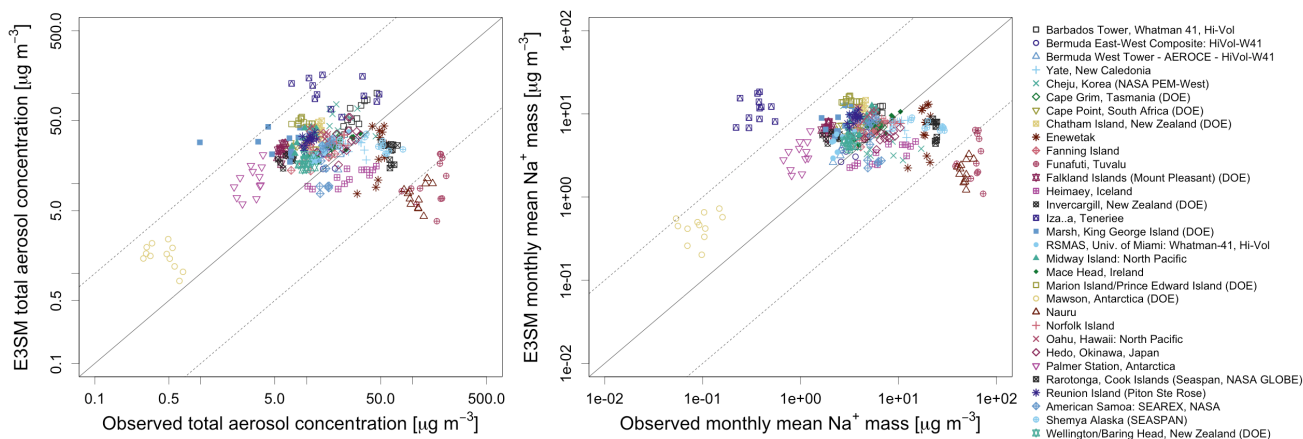 E3SM total aerosol concentration [μg m⁻³]
500.0
50.0
5.0
0.5
0.1
0.1 0.5 5.0 50.0 500.0
Observed total aerosol concentration [μg m⁻³]
E3SM monthly mean Na⁺ mass [μg m⁻³]
1e+02
1e+01
1e+00
1e-01
1e-02
1e-02 1e-01 1e+00 1e+01 1e+02
Observed monthly mean Na⁺ mass [μg m⁻³]
Barbados Tower, Whatman 41, Hi-Vol
Bermuda East-West Composite: HiVol-W41
Bermuda West Tower - AEROCE - HiVol-W41
Yate, New Caledonia
Cheju, Korea (NASA PEM-West)
Cape Grim, Tasmania (DOE)
Cape Point, South Africa (DOE)
Chatham Island, New Zealand (DOE)
Enewetak
Fanning Island
Funafuti, Tuvalu
Falkland Islands (Mount Pleasant) (DOE)
Heimaey, Iceland
Invercargill, New Zealand (DOE)
Iza..a, Teneriee
Marsh, King George Island (DOE)
RSMAS, Univ. of Miami: Whatman-41, Hi-Vol
Midway Island: North Pacific
Mace Head, Ireland
Marion Island/Prince Edward Island (DOE)
Mawson, Antarctica (DOE)
Nauru
Norfolk Island
Oahu, Hawaii: North Pacific
Hedo, Okinawa, Japan
Palmer Station, Antarctica
Rarotonga, Cook Islands (Seaspan, NASA GLOBE)
Reunion Island (Piton Ste Rose)
American Samoa: SEAREX, NASA
Shemya Alaska (SEASPAN)
Wellington/Baring Head, New Zealand (DOE)